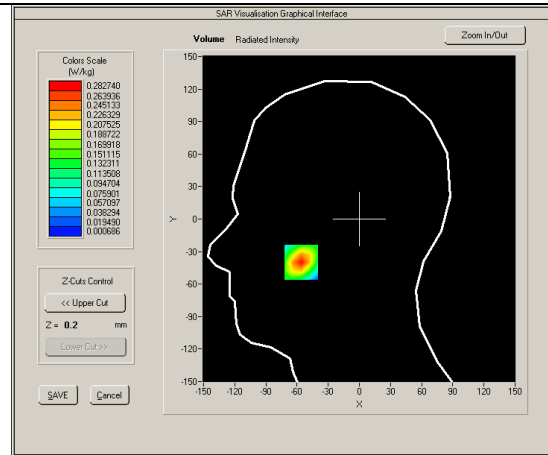 SAR Visualisation Graphical Interface
Volume Radiated Intensity
Zoom In/Out
Colors Scale
(W/kg)
0.282740
0.263936
0.245133
0.226329
0.207525
0.188722
0.169918
0.151115
0.132311
0.113508
0.094704
0.075901
0.057097
0.038294
0.019490
0.000686
Z-Cuts Control
<< Upper Cut
Z = 0.2 mm
Lower Cut >>
SAVE Cancel
150
120
90
60
30
Y 0
-30
-60
-90
-120
-150
-150 -120 -90 -60 -30 0 30 60 90 120 150
X